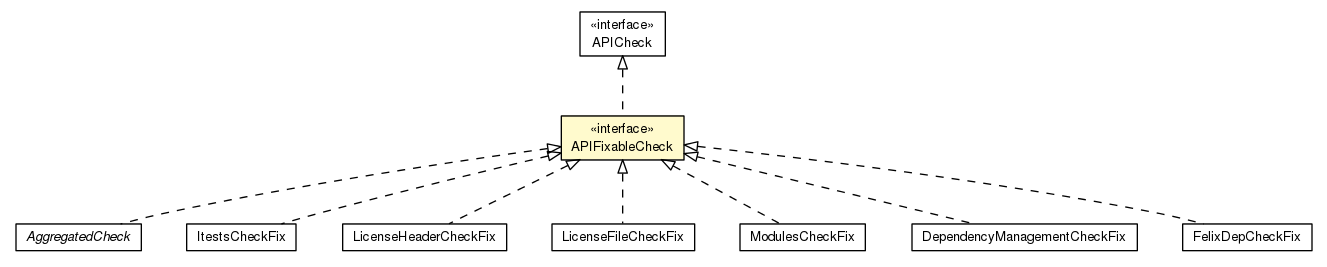 «interface»
APICheck
«interface»
APIFixableCheck
AggregatedCheck
ItestsCheckFix
LicenseHeaderCheckFix
LicenseFileCheckFix
ModulesCheckFix
DependencyManagementCheckFix
FelixDepCheckFix